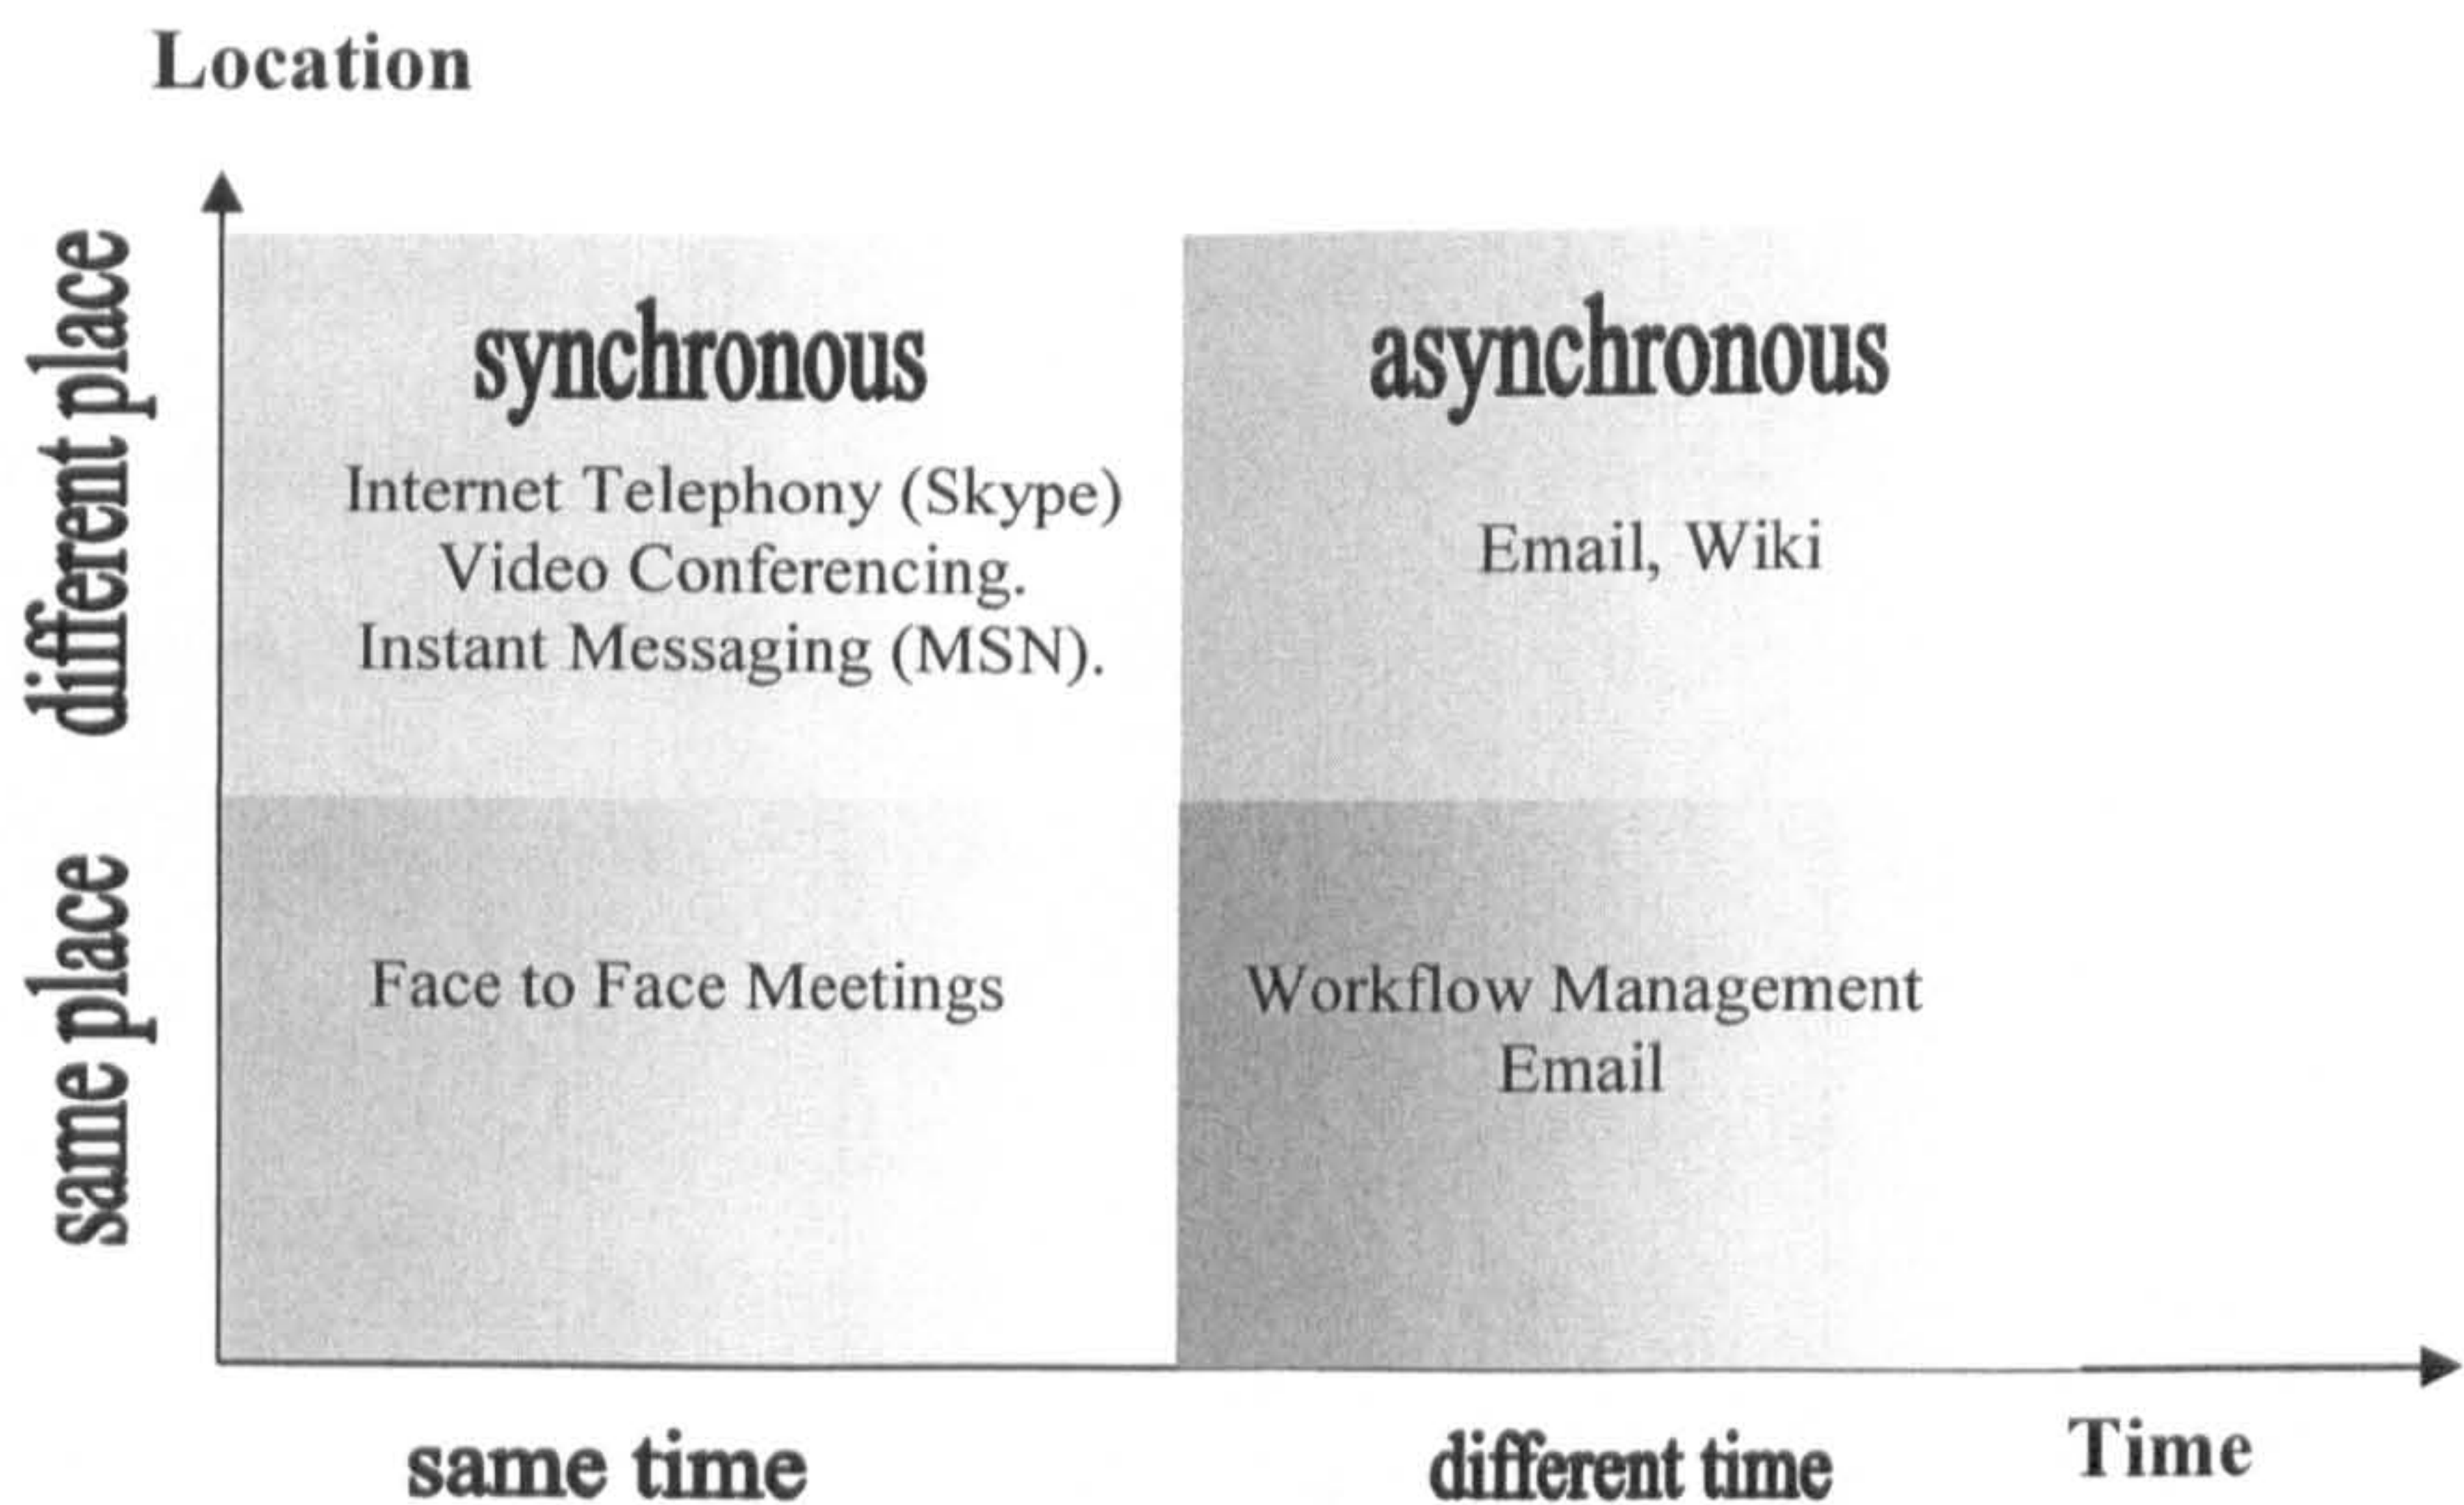 Location
different place
synchronous
asynchronous
Internet Telephony (Skype)
Video Conferencing.
Instant Messaging (MSN).
Email, Wiki
same place
Face to Face Meetings
Workflow Management
Email
same time
different time
Time